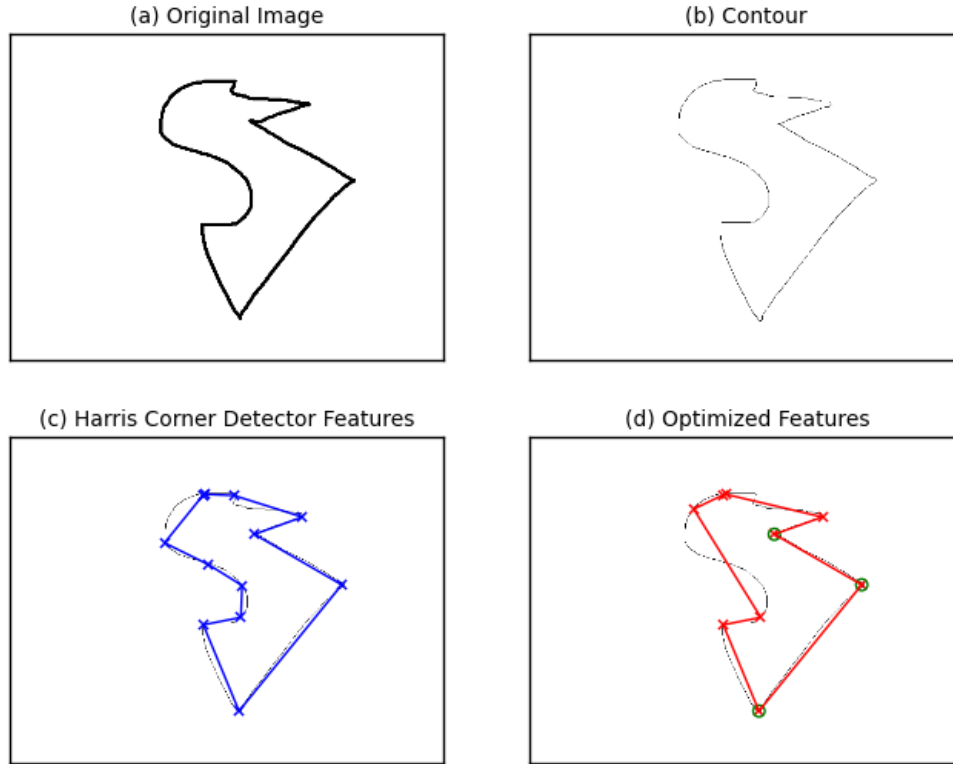 (a) Original Image
(b) Contour
(c) Harris Corner Detector Features
(d) Optimized Features